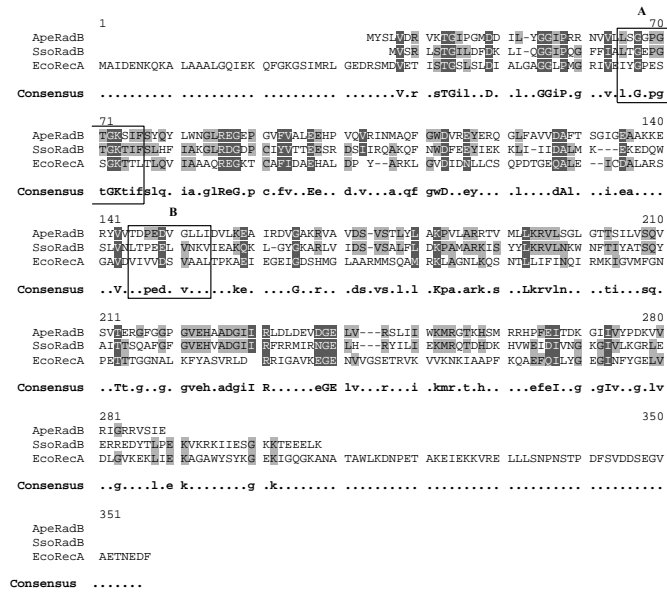 A
1 70
ApeRadB MYSLVDR VKTGIPGMDD IL-YGGIPRR NVVLLSGGPG
SsoRadB MVSR LSTGILDFDK LI-QGGIPQG FFIALTGEPG
EcoRecA MAIDENKQKA LAAALGQIEK QFGKGSIMRL GEDRSMDVET ISTGSLSLDI ALGAGGLPMG RIVEIYGPES
Consensus .......... .......... .......... ......V.r .sTGil..D. l..GGiP.g ..v.l.G.pg
71 140
ApeRadB TGKSIFSYQY LWNGLREGEP GVFVALEEHP VQVRINMAQF GWDVREYERQ GLFAVVDAFT SGIGEAAKKE
SsoRadB TGKTIFSLHF IAKGLRDGDP CIYVTTEESR DSIIRQAKQF NWDFEEYIEK KLI-IIDALM K---EKEDQW
EcoRecA SGKTTLTLQV IAAAQREGKT CAFIDAEHAL DP-Y-ARKLG VDIDNLLCSQ PDTGEQALE- -ICDALARS
Consensus tGKtifslq. ia.glReG.p c.fv..Ee.. d.v...a.qf gwD..ey... .l....dAl. i..ea....
B
141 210
ApeRadB RYVVTDPEDV GLLIDVLKEA IRDVGAKRVA VDS-VSTLYL AKPVLARRTV MLLKRVLSGL GTTSILVSQV
SsoRadB SLVNLTPEEL VNKVIEAKQK L-GYGKARLV IDS-VSALFL DKPAMARKIS YYLKRVLNKW NFTIYATSQY
EcoRecA GAVDVIVVDS VAALTPKAEI EGEIGDSHMG LAARMMSQAM RKLAGNLKQS NTLLIFINQI RMKIGVMFGN
Consensus ..V...ped. v.....ke.. ...G..r... .ds.vs.ll. Kpa.ark.s ..Lkrvln.. ..ti...sq.
211 280
ApeRadB SVTERGFGGP GVEHAADGII RLDLDEVDGE LV---RSLII WKMRGTKHSM RRHPFEITDK GIIVYPDKVV
SsoRadB AITTSQAFGF GVEHVADGII RFRRMIRNGE LH---RYILI EKMRQTDHDK HVWEIDIVNG KGIVLKGRLE
EcoRecA PETTTGGNAL KFYASVRLD RRIGAVKEGE NVVGSETRVK VVKNKIAAPF KQAEFQILYG EGINFYGELV
Consensus ..Tt.g..g. gveh.adgiI R......eGE lv...r...i .kmr.t.h.. ...efeI..g .gIv.g.lv
281 350
ApeRadB RIGRRVSIE
SsoRadB ERREDYTLPE KVKRKIIESG KKTEEELK
EcoRecA DLGVKEKLIE KAGAWYSYKG EKIGQGKANA TAWLKDNPET AKEIEKKVRE LLLSNPNSTP DFSVDDSEGV
Consensus ..g....l.e k........g .k........ .......... .......... .......... ..........
351
ApeRadB
SsoRadB
EcoRecA AETNEDF
Consensus .......